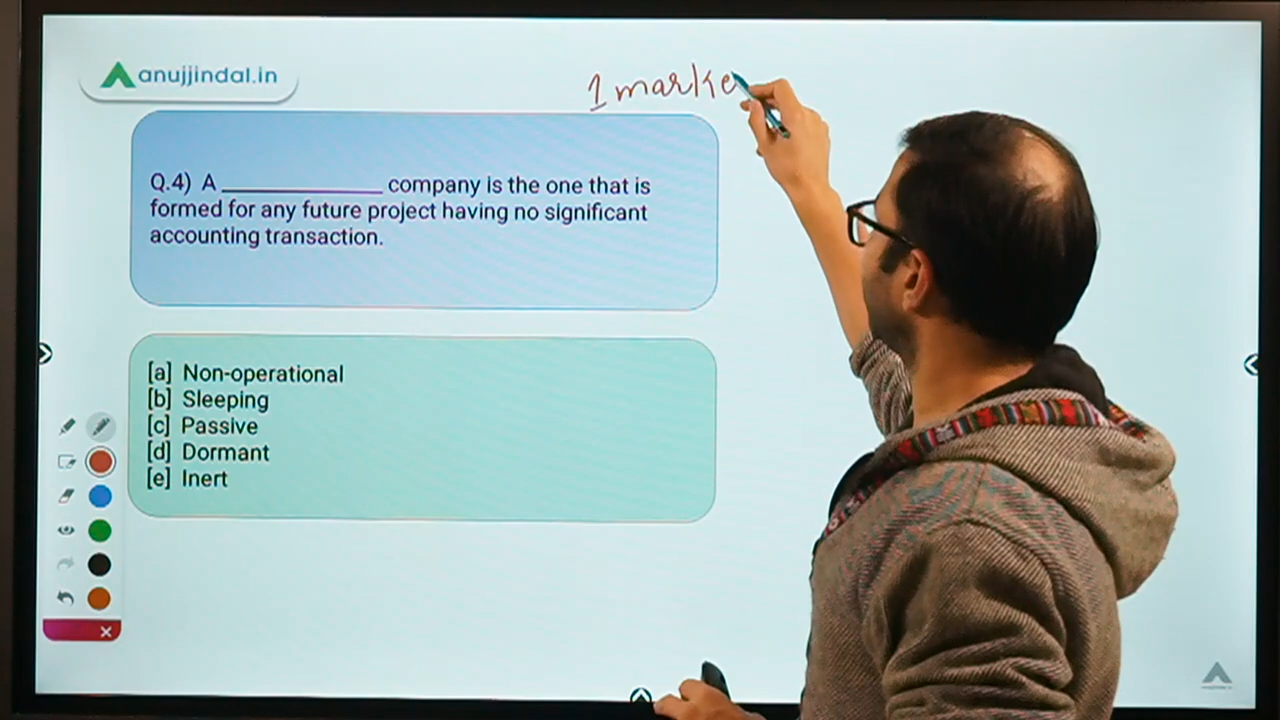 anujjindal.in
1 marke
Q.4) A ______________ company is the one that is
formed for any future project having no significant
accounting transaction.
[a] Non-operational
[b] Sleeping
[c] Passive
[d] Dormant
[e] Inert